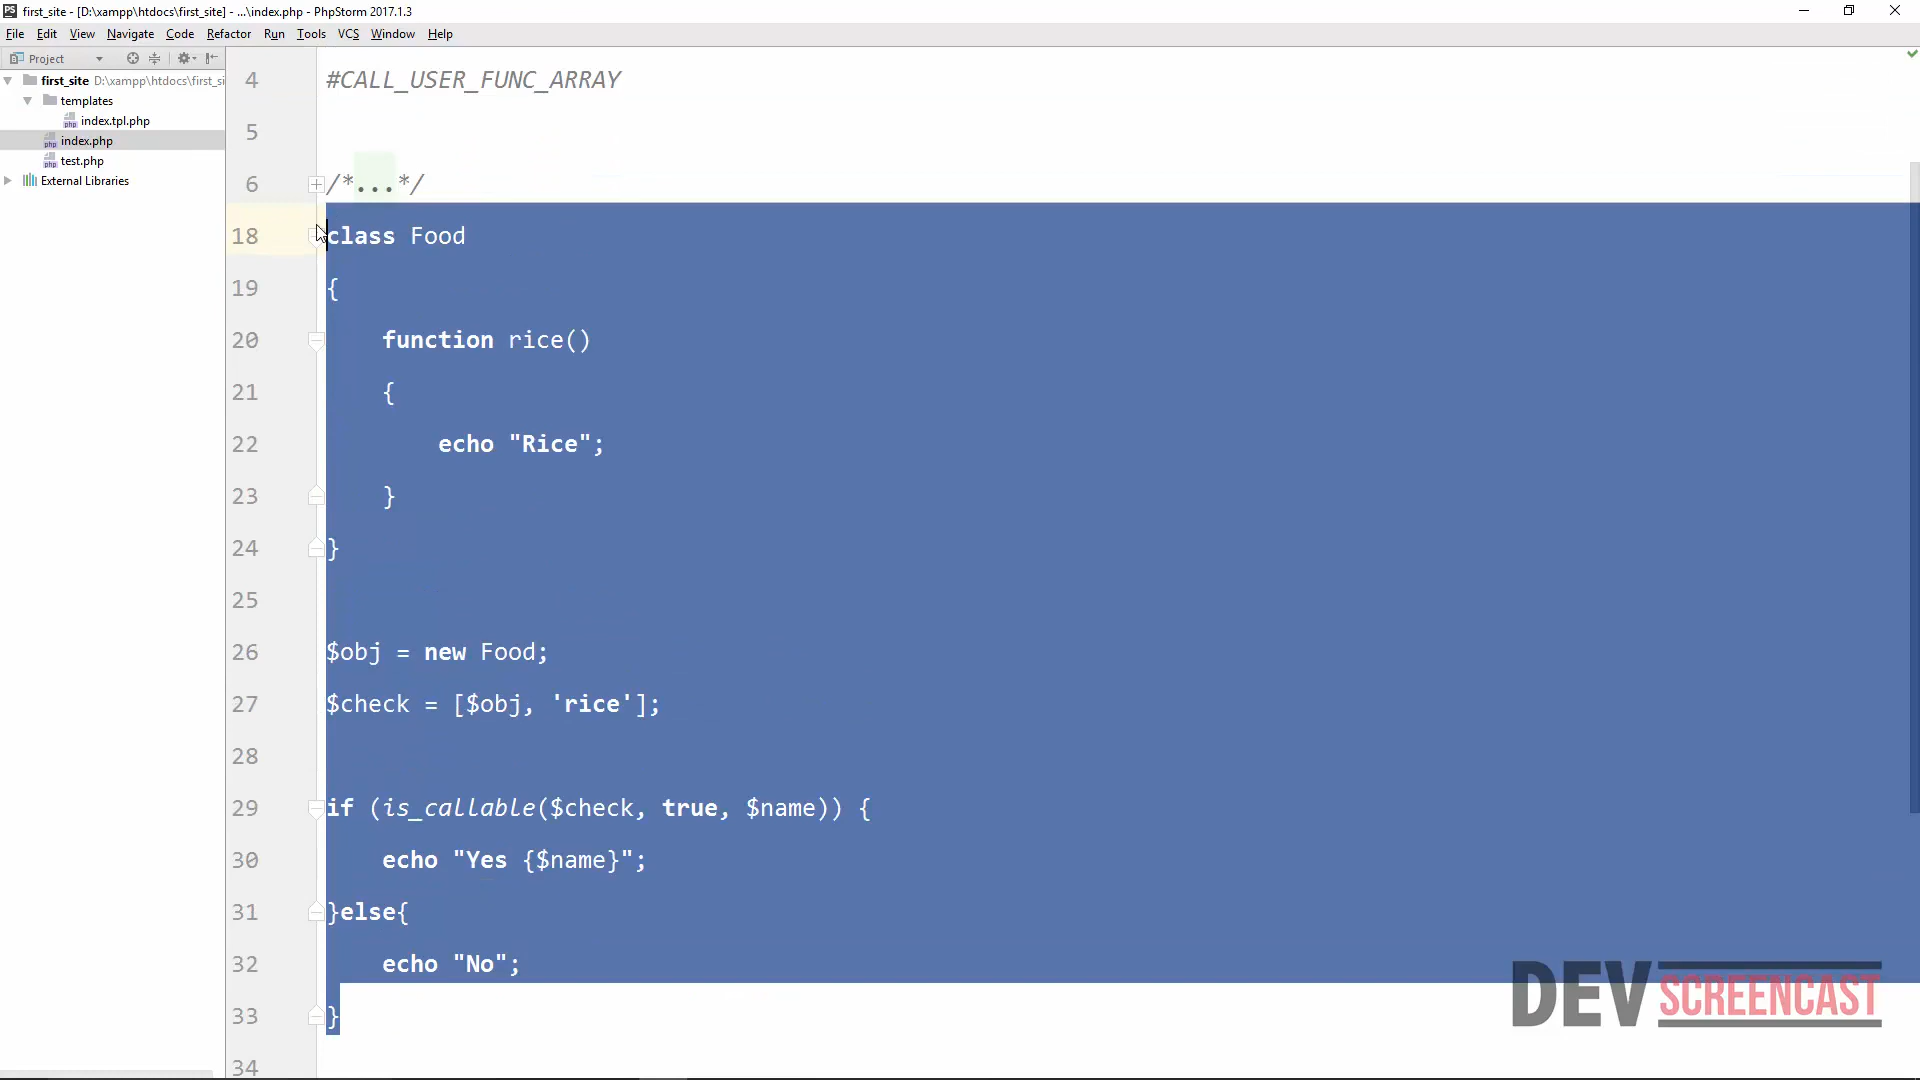 first_site - [D:\xampp\htdocs\first_site] - ...\index.php - PhpStorm 2017.1.3
File Edit View Navigate Code Refactor Run Tools VCS Window Help
Project
first_site D:\xampp\htdocs\first_si
templates
index.tpl.php
index.php
test.php
External Libraries
4 #CALL_USER_FUNC_ARRAY
5
6 /*...*/
18 class Food
19 {
20 function rice()
21 {
22 echo "Rice";
23 }
24 }
25
26 $obj = new Food;
27 $check = [$obj, 'rice'];
28
29 if (is_callable($check, true, $name)) {
30 echo "Yes {$name}";
31 }else{
32 echo "No";
33 }
34
DEV SCREENCAST